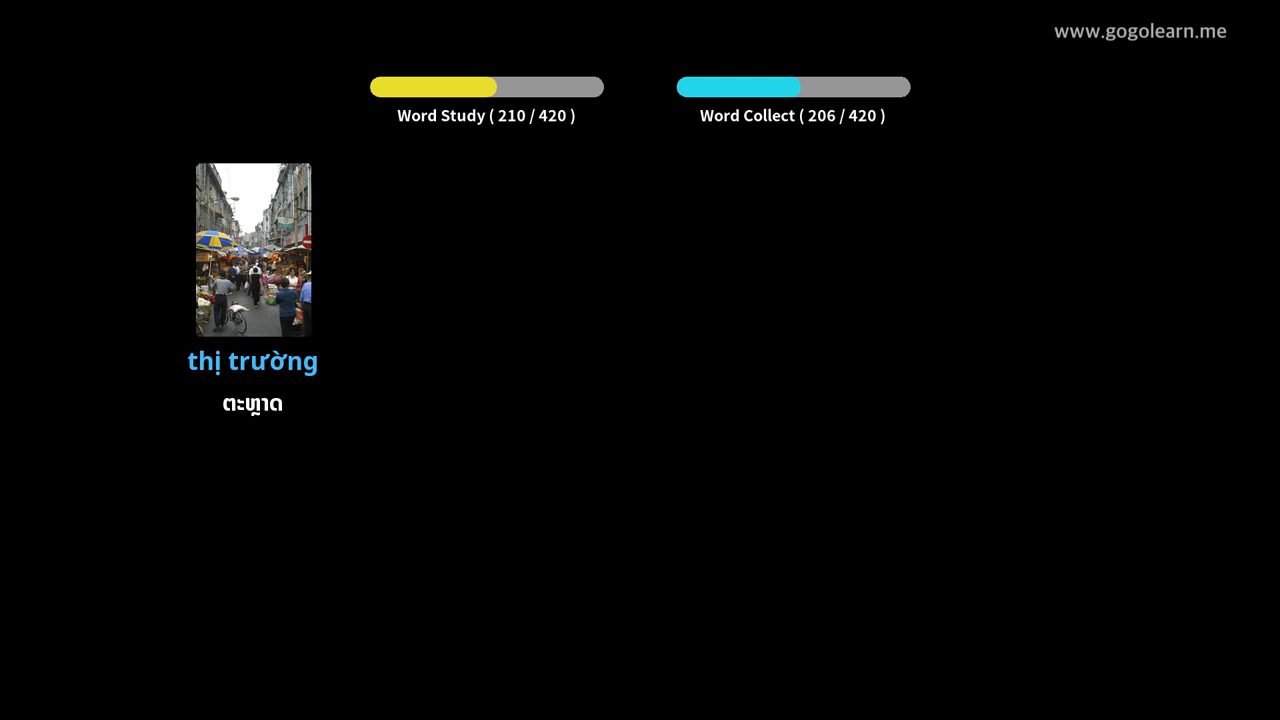 www.gogolearn.me
Word Study ( 210 / 420 )
Word Collect ( 206 / 420 )
thị trường
ຕະຫຼາດ